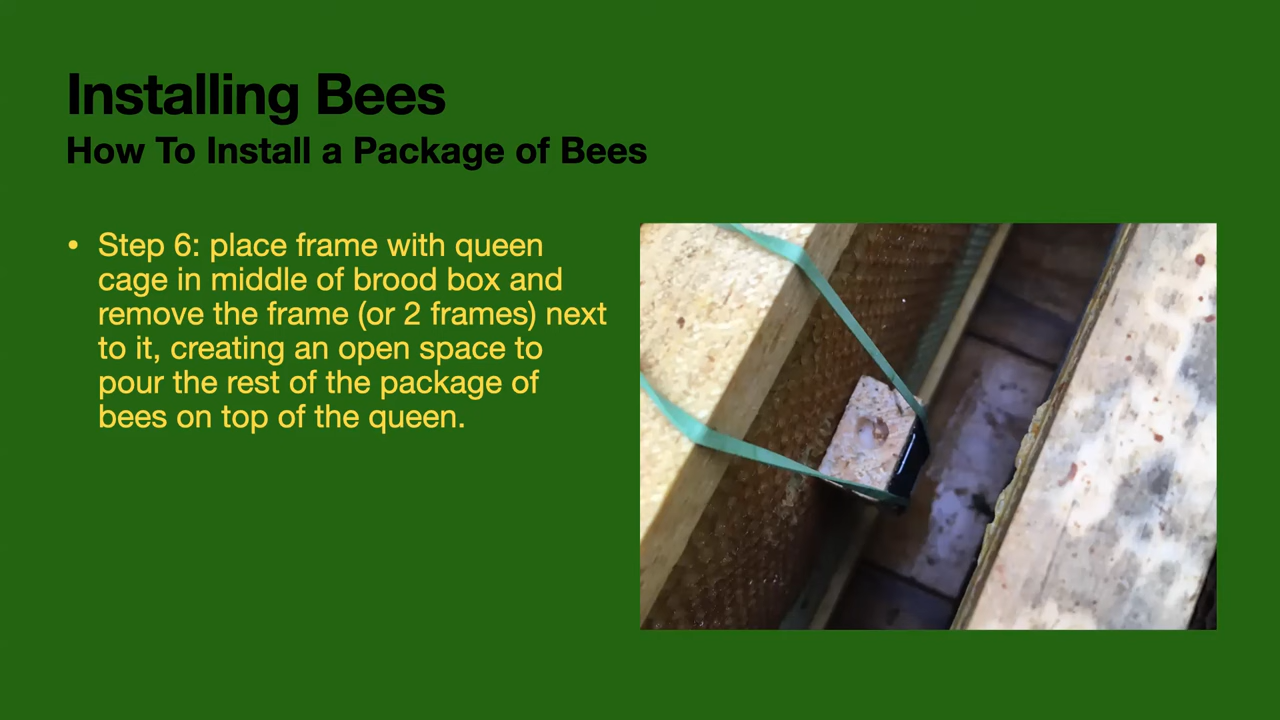 Installing Bees
How To Install a Package of Bees
• Step 6: place frame with queen
cage in middle of brood box and
remove the frame (or 2 frames) next
to it, creating an open space to
pour the rest of the package of
bees on top of the queen.